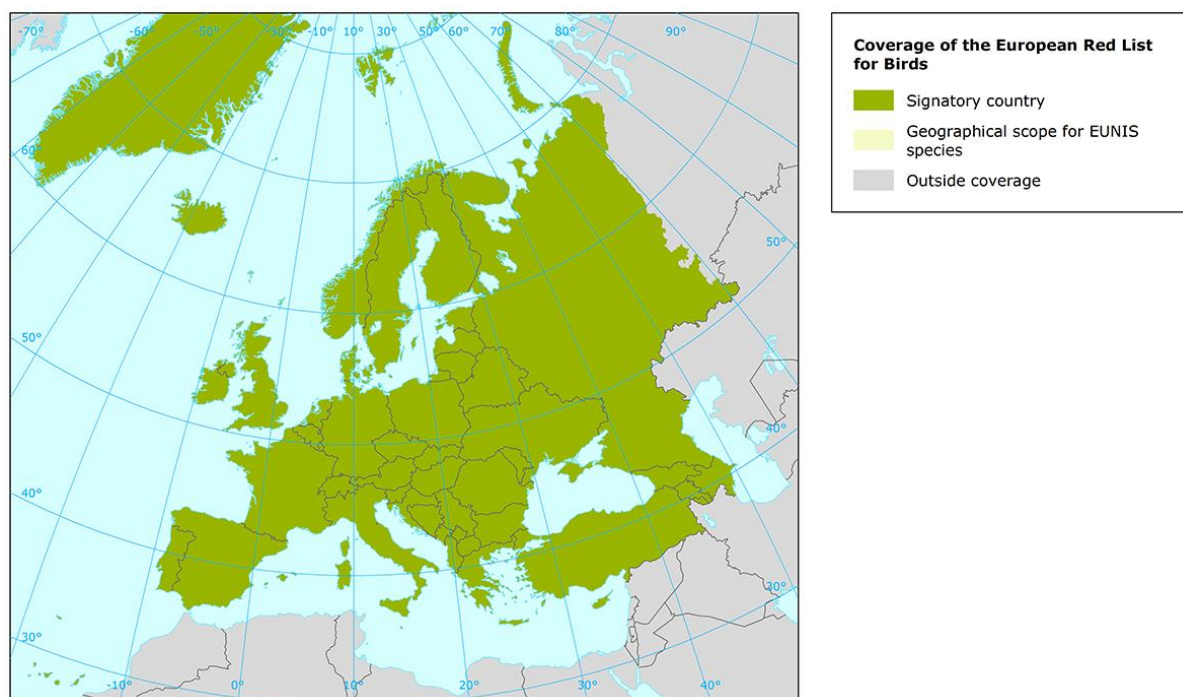 -70° -60° -50° -30° -10° 10° 30° 50° 60° 70° 80° 90°
60°
50°
50°
40°
40°
30°
30°
-10° 0° 10° 20° 30° 40°
Coverage of the European Red List
for Birds
Signatory country
Geographical scope for EUNIS
species
Outside coverage